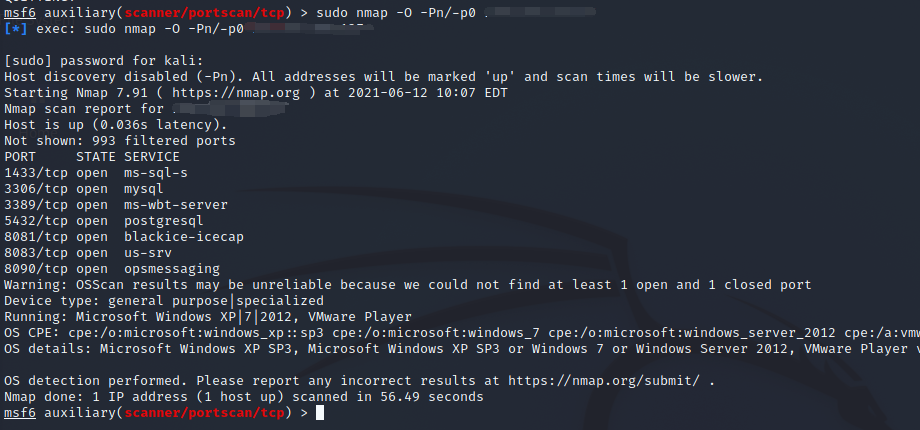 msf6 auxiliary(scanner/portscan/tcp) > sudo nmap -O -Pn/-p0
[*] exec: sudo nmap -O -Pn/-p0
[sudo] password for kali:
Host discovery disabled (-Pn). All addresses will be marked 'up' and scan times will be slower.
Starting Nmap 7.91 ( https://nmap.org ) at 2021-06-12 10:07 EDT
Nmap scan report for
Host is up (0.036s latency).
Not shown: 993 filtered ports
PORT     STATE SERVICE
1433/tcp open  ms-sql-s
3306/tcp open  mysql
3389/tcp open  ms-wbt-server
5432/tcp open  postgresql
8081/tcp open  blackice-icecap
8083/tcp open  us-srv
8090/tcp open  opsmessaging
Warning: OSScan results may be unreliable because we could not find at least 1 open and 1 closed port
Device type: general purpose|specialized
Running: Microsoft Windows XP|7|2012, VMware Player
OS CPE: cpe:/o:microsoft:windows_xp::sp3 cpe:/o:microsoft:windows_7 cpe:/o:microsoft:windows_server_2012 cpe:/a:vmw
OS details: Microsoft Windows XP SP3, Microsoft Windows XP SP3 or Windows 7 or Windows Server 2012, VMware Player v
OS detection performed. Please report any incorrect results at https://nmap.org/submit/ .
Nmap done: 1 IP address (1 host up) scanned in 56.49 seconds
msf6 auxiliary(scanner/portscan/tcp) >